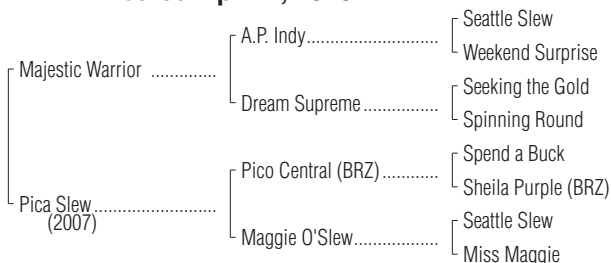 Seattle Slew
A.P. Indy
Weekend Surprise
Majestic Warrior
Seeking the Gold
Dream Supreme
Spinning Round
Spend a Buck
Pico Central (BRZ)
Sheila Purple (BRZ)
Pica Slew
(2007)
Seattle Slew
Maggie O'Slew
Miss Maggie